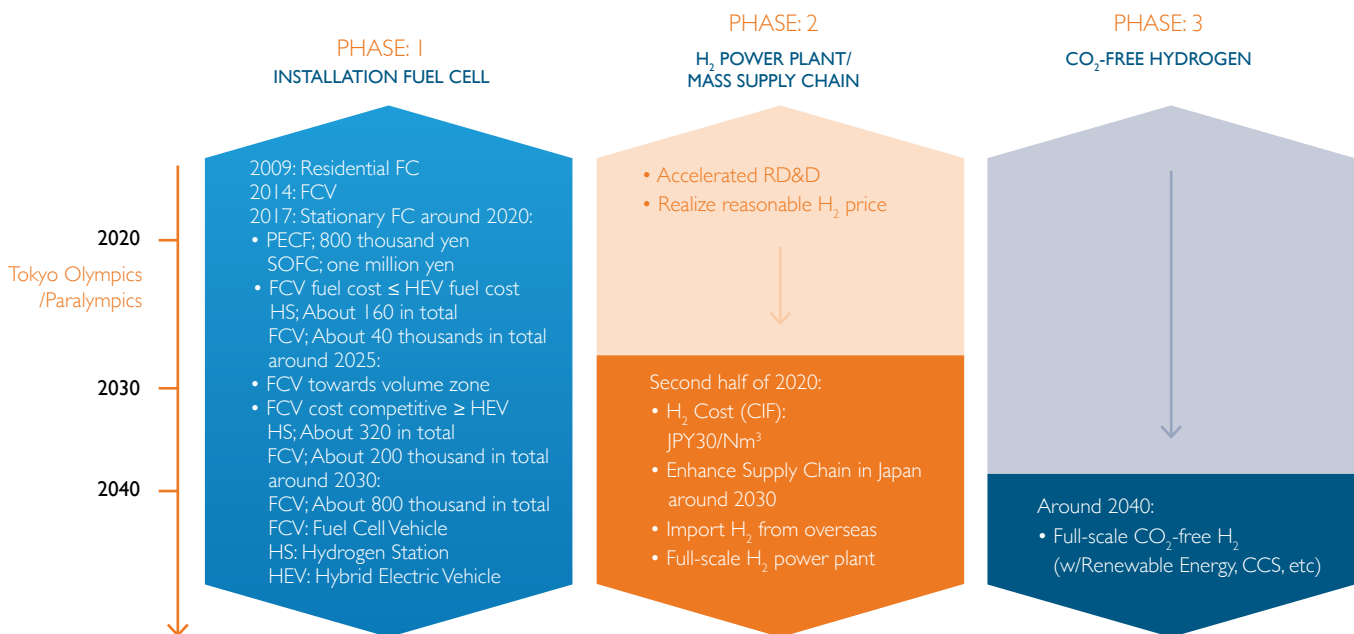 PHASE: 1
INSTALLATION FUEL CELL
2009: Residential FC
2014: FCV
2017: Stationary FC around 2020:
• PECF; 800 thousand yen
SOFC; one million yen
• FCV fuel cost ≤ HEV fuel cost
HS; About 160 in total
FCV; About 40 thousands in total
around 2025:
• FCV towards volume zone
• FCV cost competitive ≥ HEV
HS; About 320 in total
FCV; About 200 thousand in total
around 2030:
FCV; About 800 thousand in total
FCV: Fuel Cell Vehicle
HS: Hydrogen Station
HEV: Hybrid Electric Vehicle
PHASE: 2
H₂ POWER PLANT/
MASS SUPPLY CHAIN
• Accelerated RD&D
• Realize reasonable H₂ price
Second half of 2020:
• H₂ Cost (CIF):
JPY30/Nm³
• Enhance Supply Chain in Japan
around 2030
• Import H₂ from overseas
• Full-scale H₂ power plant
PHASE: 3
CO₂-FREE HYDROGEN
Around 2040:
• Full-scale CO₂-free H₂
(w/Renewable Energy, CCS, etc)
2020
Tokyo Olympics
/Paralympics
2030
2040